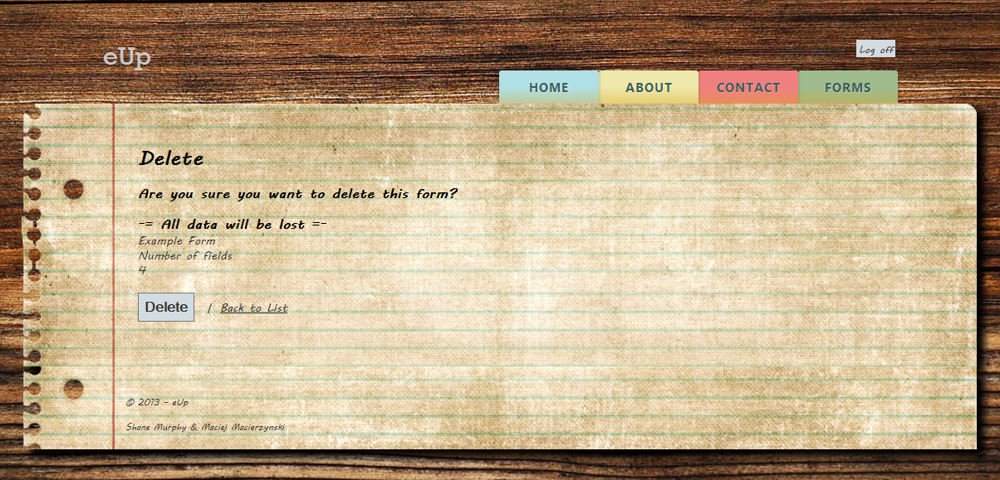 eUp
Log off
HOME ABOUT CONTACT FORMS
Delete
Are you sure you want to delete this form?
-= All data will be lost =-
Example Form
Number of fields
4
Delete | Back to List
© 2013 - eUp
Shane Murphy & Maciej Macierzynski